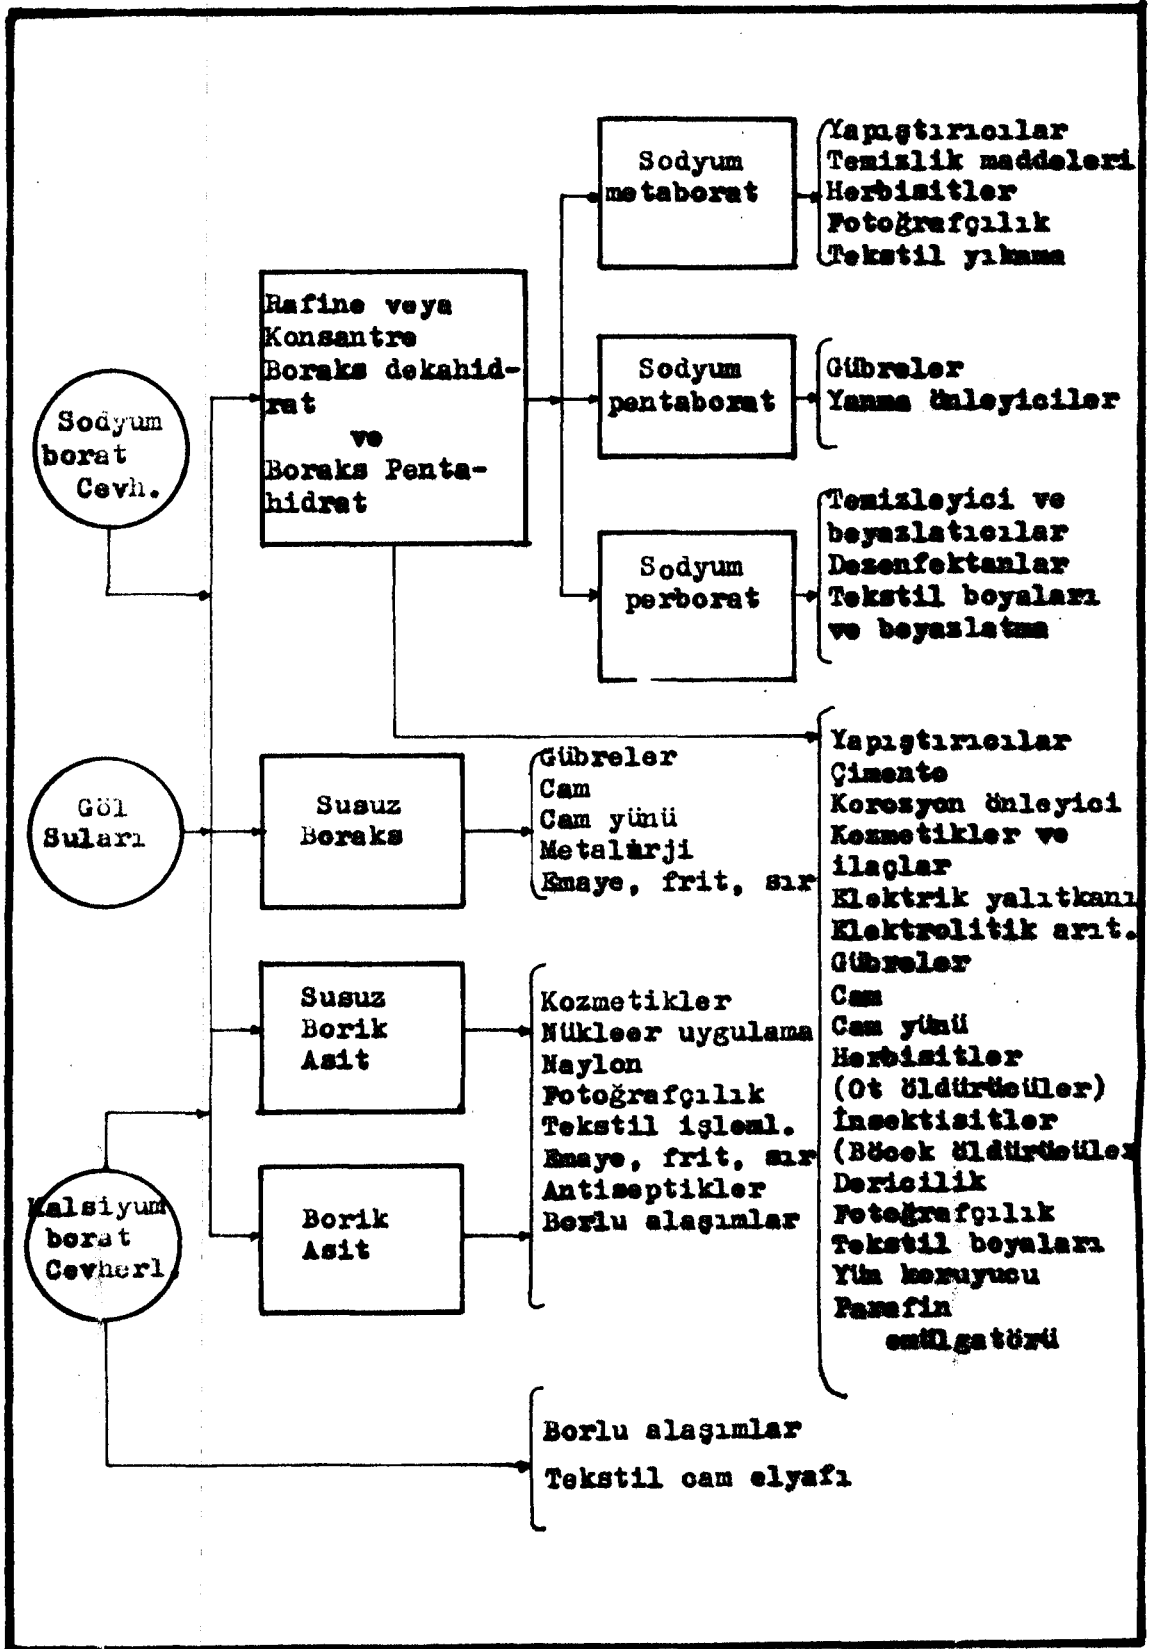 Sodyum
metaborat
Yapıştırıcılar
Temizlik maddeleri
Herbisitler
Fotoğrafçılık
Tekstil yıkama
Rafine veya
Konsantre
Boraks dekahid-
rat
ve
Boraks Penta-
hidrat
Sodyum
pentaborat
Gübreler
Yanma önleyiciler
Sodyum
borat
Cevh.
Sodyum
perborat
Temizleyici ve
beyazlatıcılar
Dezenfektanlar
Tekstil boyaları
ve beyazlatma
Göl
Suları
Susuz
Boraks
Gübreler
Cam
Cam yünü
Metalürji
Emaye, frit, sır
Yapıştırıcılar
Çimento
Korosyon önleyici
Kozmetikler ve
ilaçlar
Elektrik yalıtkanı
Elektrolitik arıt.
Gübreler
Cam
Cam yünü
Herbisitler
(Ot öldürücüler)
İnsektisitler
(Böcek öldürücüler
Dericilik
Fotoğrafçılık
Tekstil boyaları
Yün koruyucu
Parafin
emülgatörü
Susuz
Borik
Asit
Kozmetikler
Nükleer uygulama
Naylon
Fotoğrafçılık
Tekstil işleml.
Emaye, frit, sır
Antiseptikler
Borlu alaşımlar
Kalsiyum
borat
Cevherl.
Borik
Asit
Borlu alaşımlar
Tekstil cam elyafı